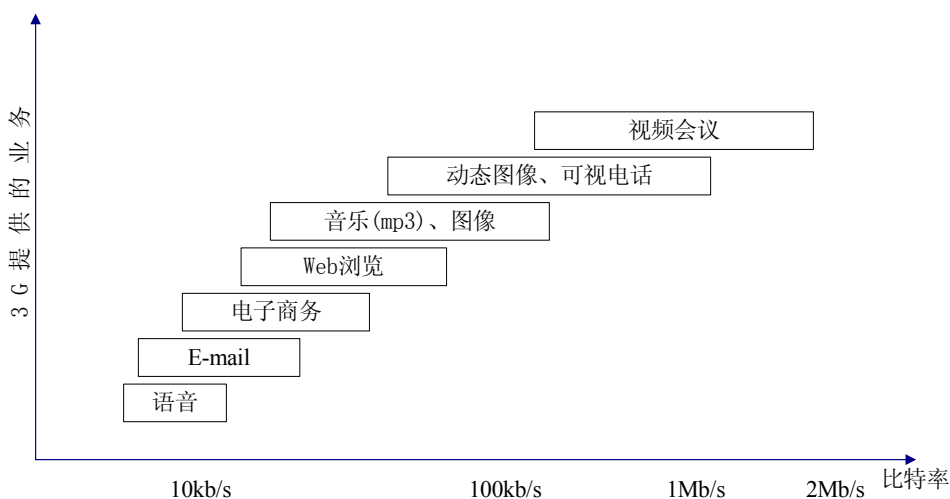 3G提供的业务
视频会议
动态图像、可视电话
音乐(mp3)、图像
Web浏览
电子商务
E-mail
语音
10kb/s 100kb/s 1Mb/s 2Mb/s 比特率